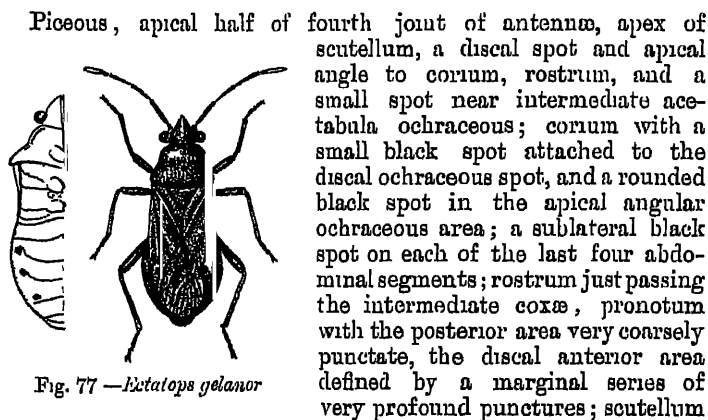 Piceous, apical half of fourth joint of antennæ, apex of
scutellum, a discal spot and apical
angle to corium, rostrum, and a
small spot near intermediate ace-
tabula ochraceous; corium with a
small black spot attached to the
discal ochraceous spot, and a rounded
black spot in the apical angular
ochraceous area; a sublateral black
spot on each of the last four abdo-
minal segments; rostrum just passing
the intermediate coxæ, pronotum
with the posterior area very coarsely
punctate, the discal anterior area
defined by a marginal series of
very profound punctures; scutellum
Fig. 77 —Ectatops gelanor